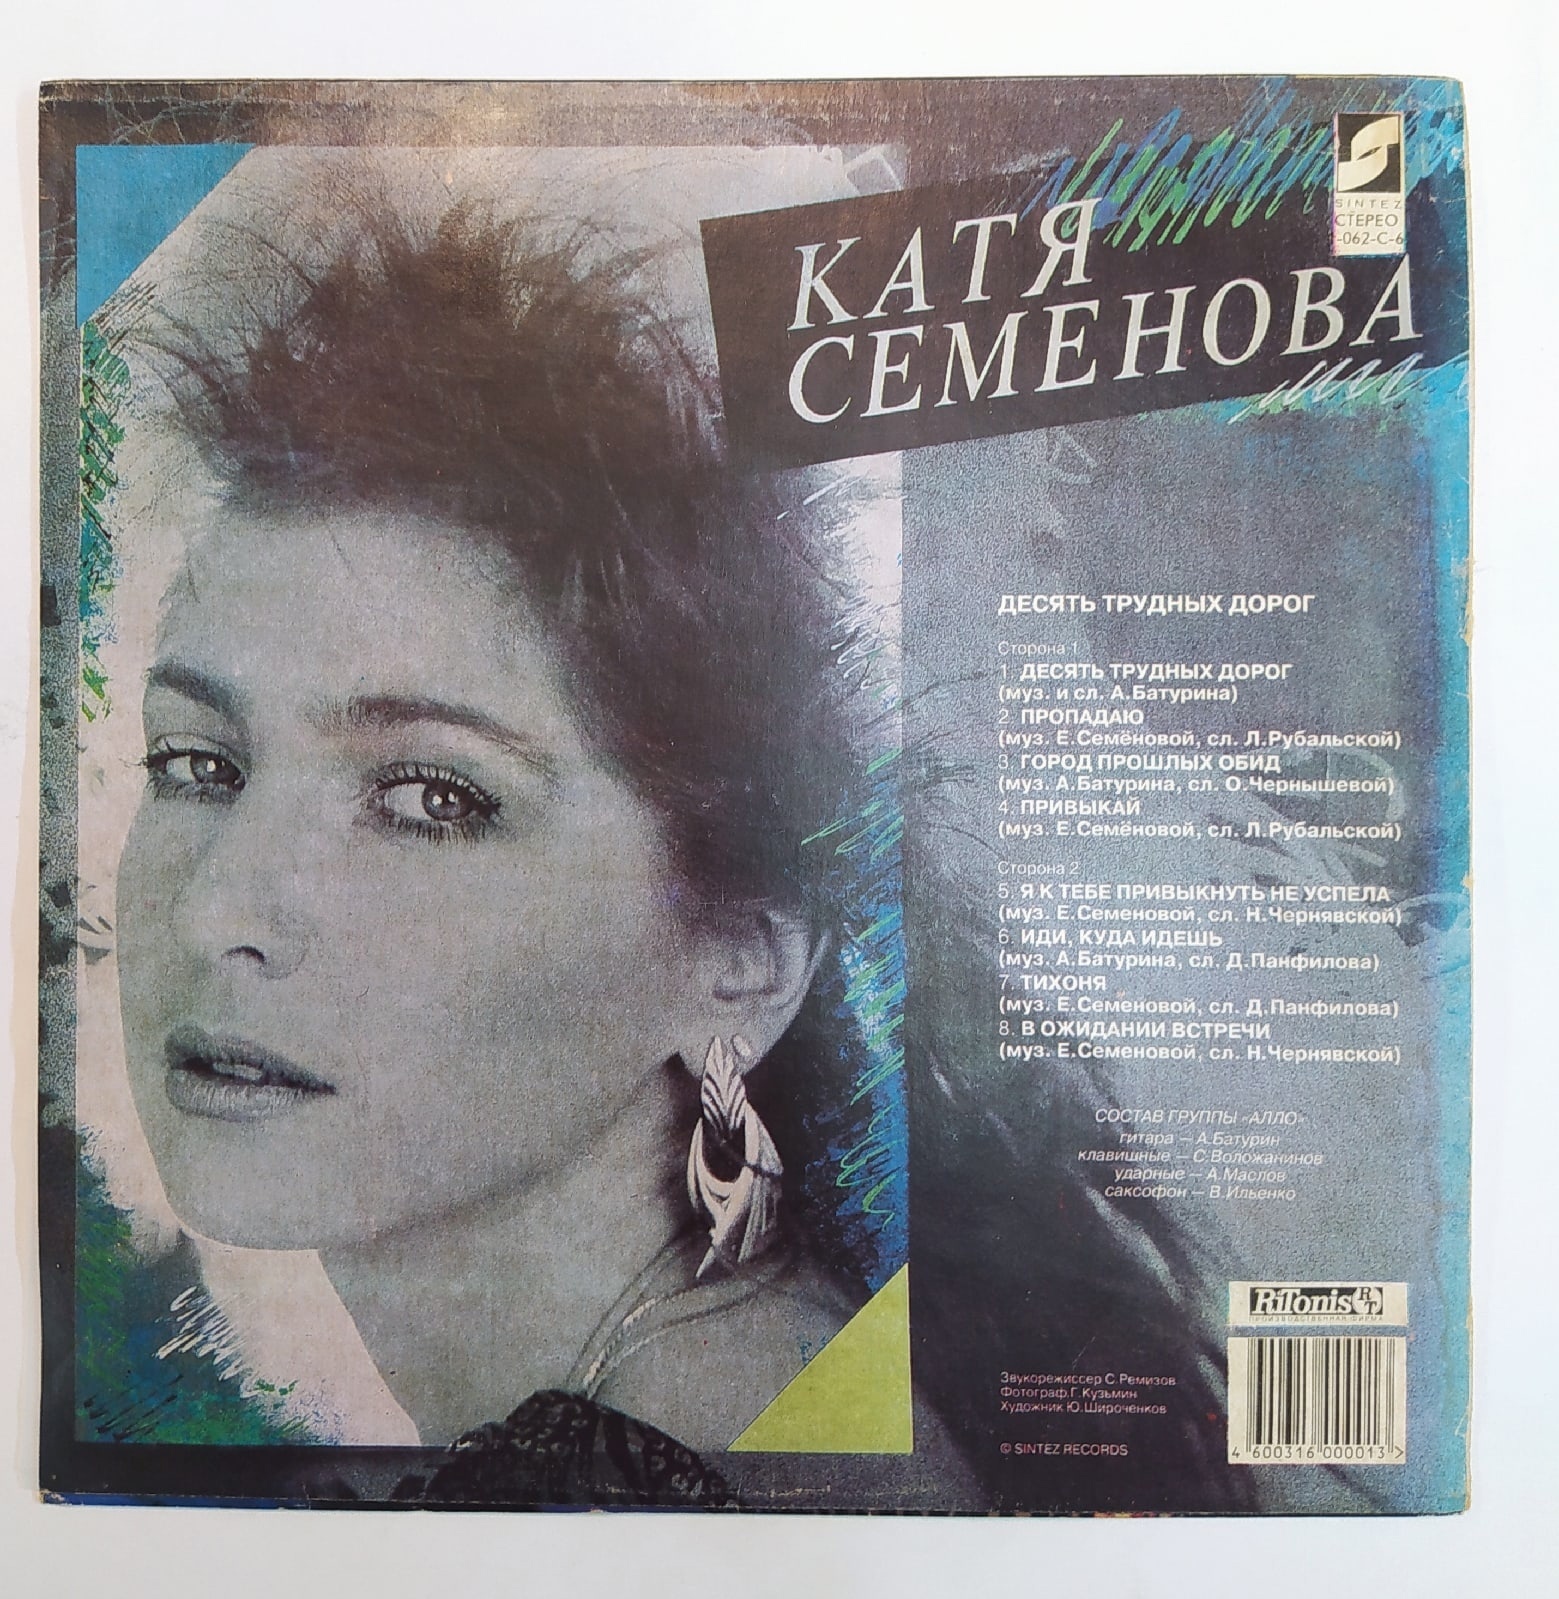 КАТЯ
СЕМЕНОВА
SINTEZ
СТЕРЕО
-062-С-6
ДЕСЯТЬ ТРУДНЫХ ДОРОГ
Сторона 1
1. ДЕСЯТЬ ТРУДНЫХ ДОРОГ
(муз. и сл. А.Батурина)
2. ПРОПАДАЮ
(муз. Е.Семёновой, сл. Л.Рубальской)
3. ГОРОД ПРОШЛЫХ ОБИД
(муз. А.Батурина, сл. О.Чернышевой)
4. ПРИВЫКАЙ
(муз. Е.Семёновой, сл. Л.Рубальской)
Сторона 2
5. Я К ТЕБЕ ПРИВЫКНУТЬ НЕ УСПЕЛА
(муз. Е.Семеновой, сл. Н.Чернявской)
6. ИДИ, КУДА ИДЕШЬ
(муз. А.Батурина, сл. Д.Панфилова)
7. ТИХОНЯ
(муз. Е.Семеновой, сл. Д.Панфилова)
8. В ОЖИДАНИИ ВСТРЕЧИ
(муз. Е.Семеновой, сл. Н.Чернявской)
СОСТАВ ГРУППЫ «АЛЛО»
гитара — А.Батурин
клавишные — С.Воложанинов
ударные — А.Маслов
саксофон — В.Ильенко
RiTonis RT
ПРОИЗВОДСТВЕННАЯ ФИРМА
Звукорежиссер С.Ремизов
Фотограф Г.Кузьмин
Художник Ю.Широченков
© SINTEZ RECORDS
4 600316 000013 >